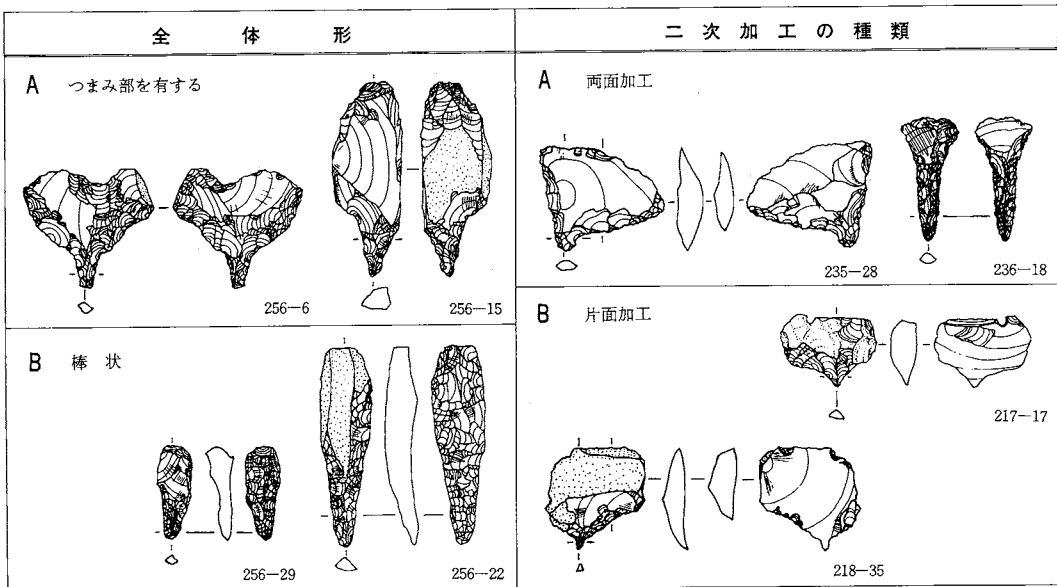 全体形
A つまみ部を有する
256—6
256—15
B 棒状
256—29
256—22
二次加工の種類
A 両面加工
235—28
236—18
B 片面加工
217—17
218—35